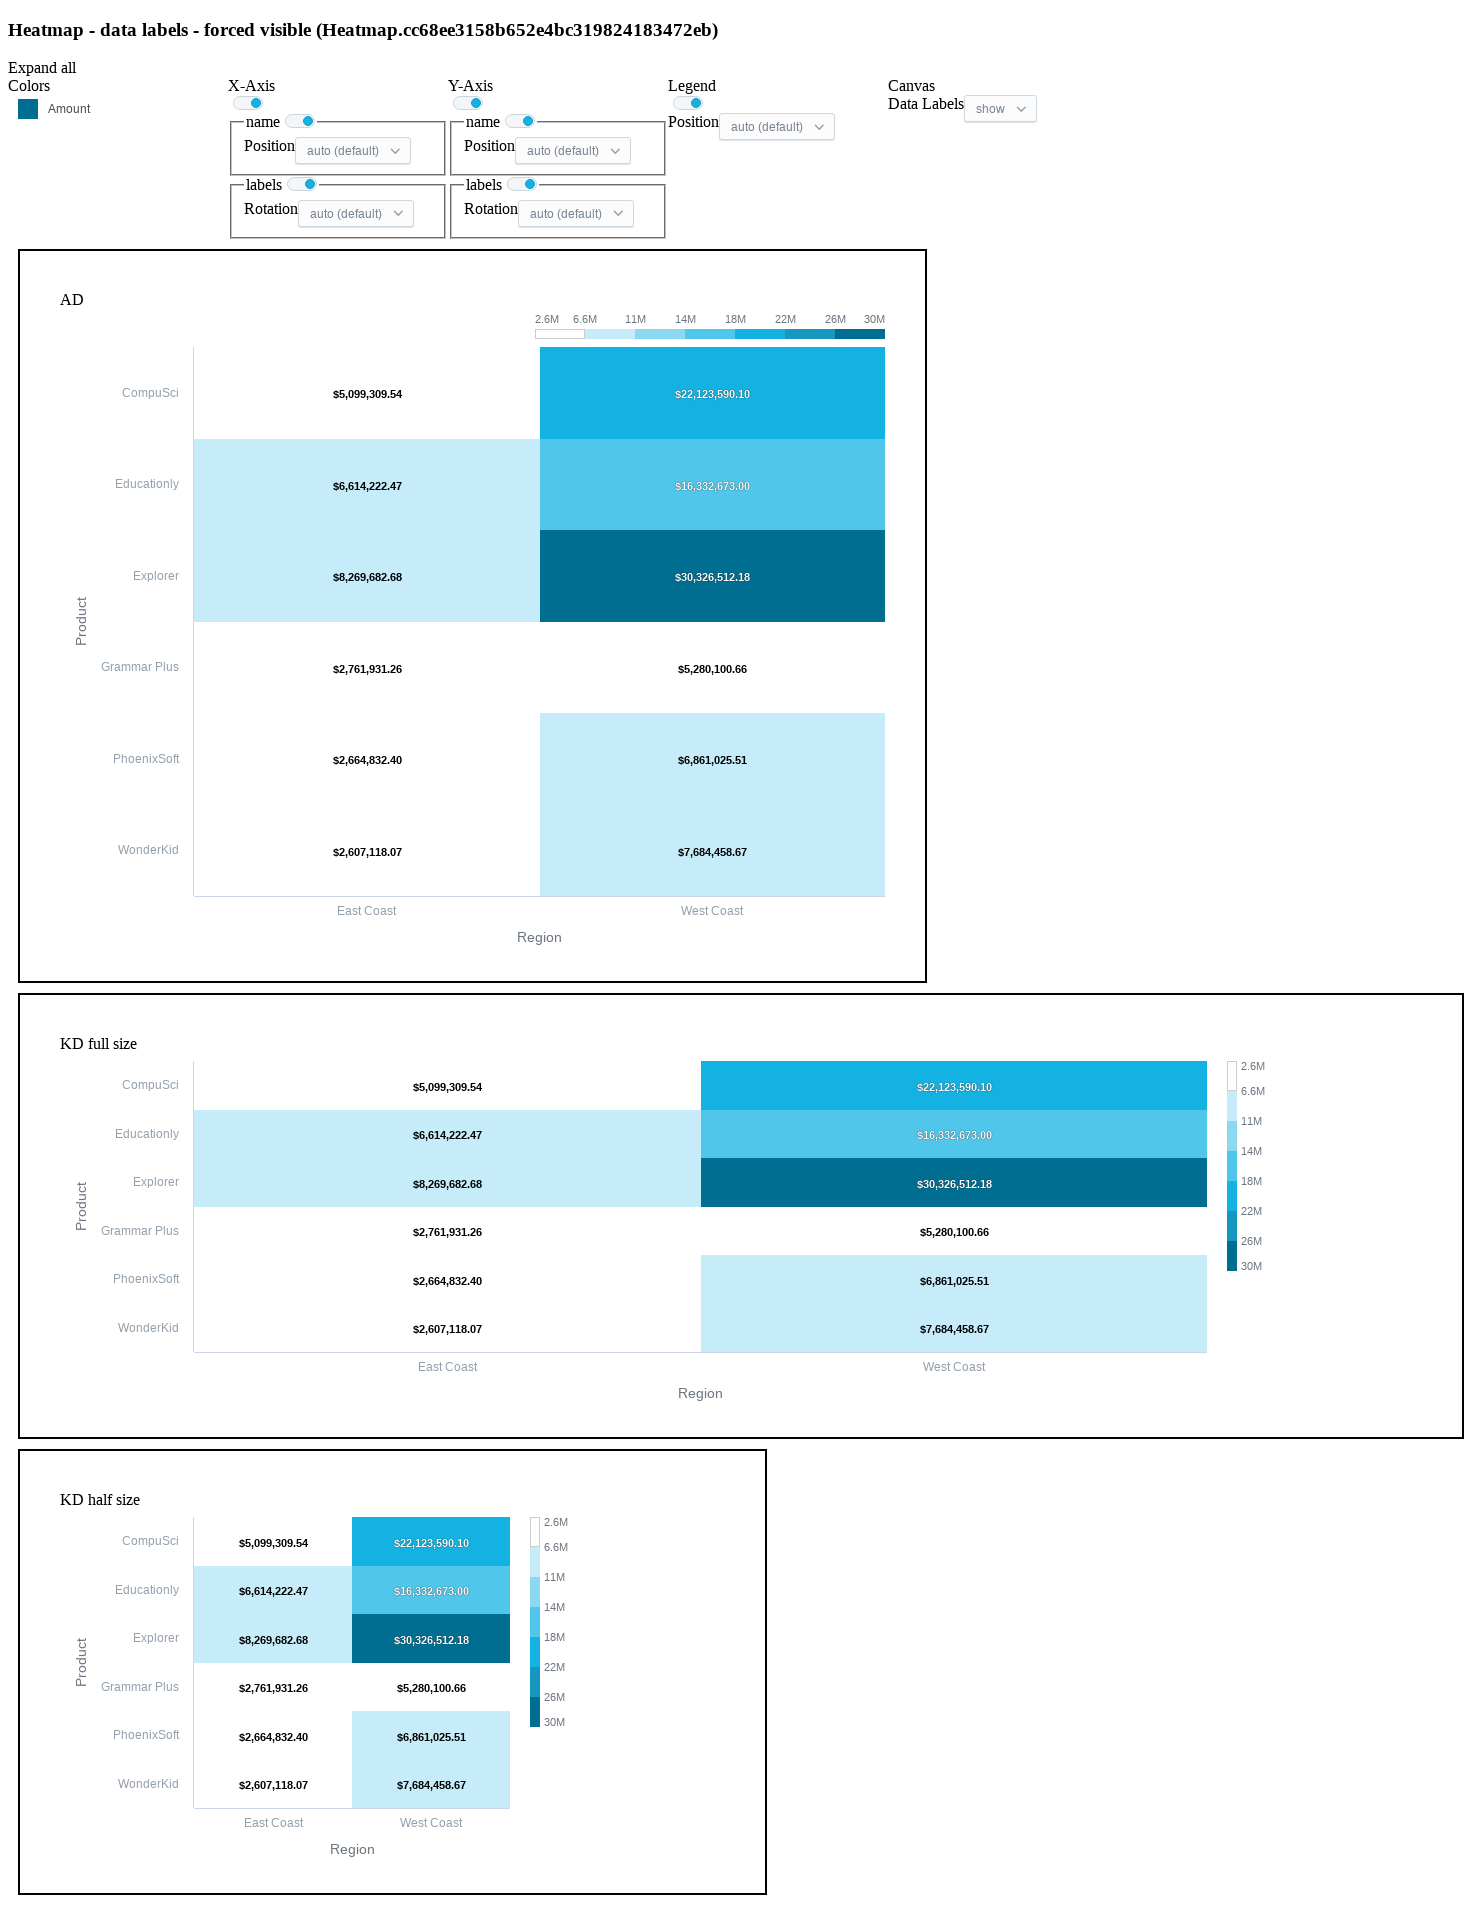 Heatmap - data labels - forced visible (Heatmap.cc68ee3158b652e4bc319824183472eb)
Expand all
Colors
Amount
X-Axis
name
Position auto (default)
labels
Rotation auto (default)
Y-Axis
name
Position auto (default)
labels
Rotation auto (default)
Legend
Position auto (default)
Canvas
Data Labels show
AD
2.6M 6.6M 11M 14M 18M 22M 26M 30M
Product
CompuSci $5,099,309.54 $22,123,590.10
Educationly $6,614,222.47 $16,332,673.00
Explorer $8,269,682.68 $30,326,512.18
Grammar Plus $2,761,931.26 $5,280,100.66
PhoenixSoft $2,664,832.40 $6,861,025.51
WonderKid $2,607,118.07 $7,684,458.67
East Coast West Coast
Region
KD full size
Product
CompuSci $5,099,309.54 $22,123,590.10
Educationly $6,614,222.47 $16,332,673.00
Explorer $8,269,682.68 $30,326,512.18
Grammar Plus $2,761,931.26 $5,280,100.66
PhoenixSoft $2,664,832.40 $6,861,025.51
WonderKid $2,607,118.07 $7,684,458.67
East Coast West Coast
Region
2.6M
6.6M
11M
14M
18M
22M
26M
30M
KD half size
Product
CompuSci $5,099,309.54 $22,123,590.10
Educationly $6,614,222.47 $16,332,673.00
Explorer $8,269,682.68 $30,326,512.18
Grammar Plus $2,761,931.26 $5,280,100.66
PhoenixSoft $2,664,832.40 $6,861,025.51
WonderKid $2,607,118.07 $7,684,458.67
East Coast West Coast
Region
2.6M
6.6M
11M
14M
18M
22M
26M
30M